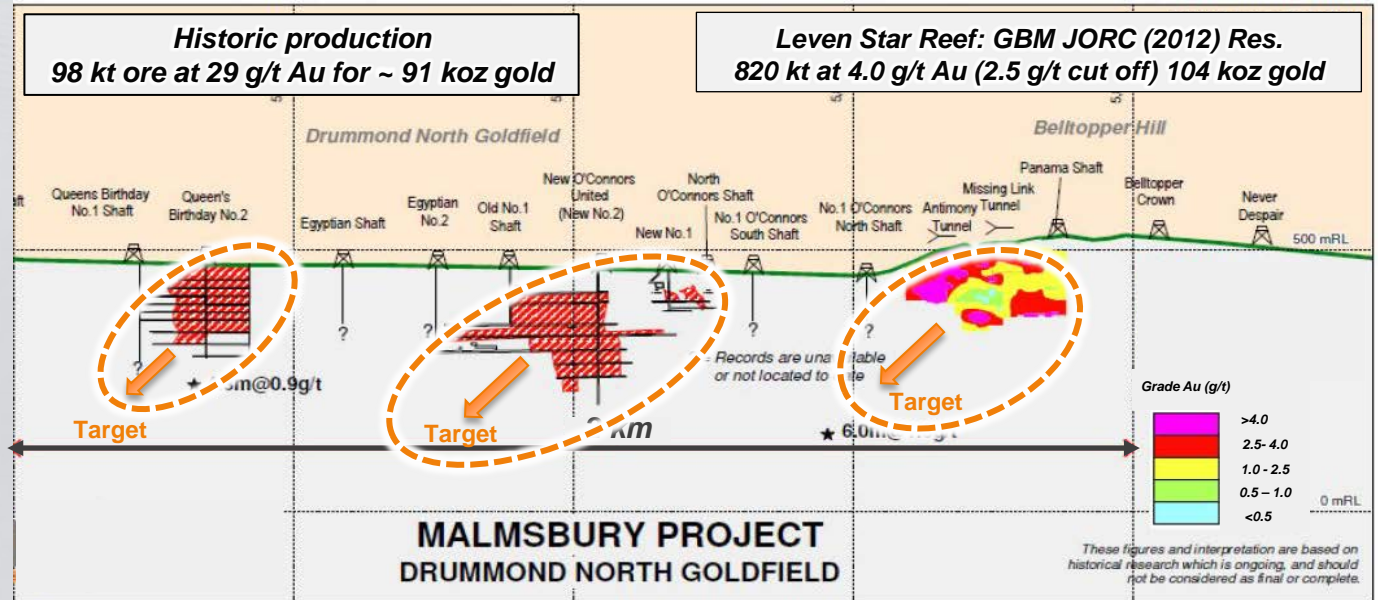 Historic production
98 kt ore at 29 g/t Au for ~ 91 koz gold
Leven Star Reef: GBM JORC (2012) Res.
820 kt at 4.0 g/t Au (2.5 g/t cut off) 104 koz gold
Drummond North Goldfield
Belltopper Hill
Queens Birthday
No.1 Shaft
Queen's
Birthday No.2
Egyptian Shaft
Egyptian
No.2
Old No.1
Shaft
New O'Connors
United
(New No.2)
New No.1
North
O'Connors Shaft
No.1 O'Connors
South Shaft
No.1 O'Connors
North Shaft
Antimony
Tunnel
Missing Link
Tunnel
Panama Shaft
Belltopper
Crown
Never
Despair
500 mRL
?
?
?
?
?
?
Records are
or not located to
m@0.9g/t
Target
Target
Target
km
6.0m@
Grade Au (g/t)
>4.0
2.5- 4.0
1.0 - 2.5
0.5 – 1.0
<0.5
0 mRL
MALMSBURY PROJECT
DRUMMOND NORTH GOLDFIELD
These figures and interpretation are based on
historical research which is ongoing, and should
not be considered as final or complete.